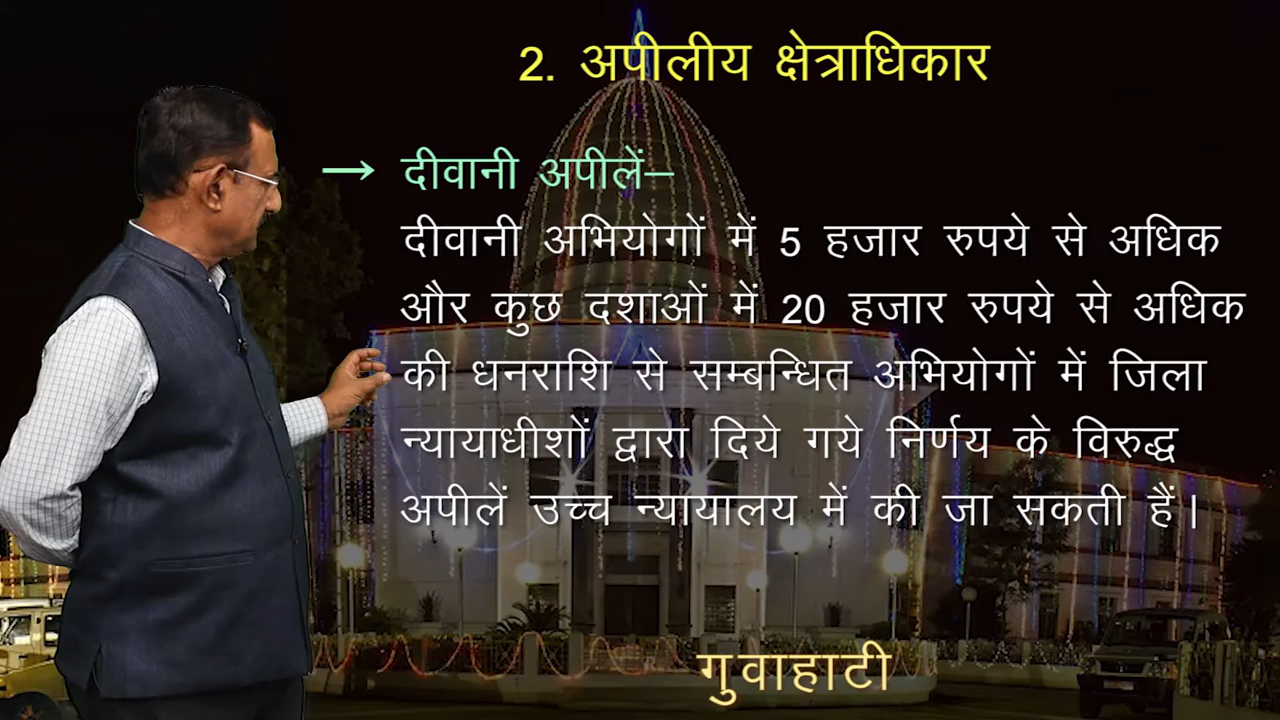 2. अपीलीय क्षेत्राधिकार
→ दीवानी अपीलें–
दीवानी अभियोगों में 5 हजार रुपये से अधिक
और कुछ दशाओं में 20 हजार रुपये से अधिक
की धनराशि से सम्बन्धित अभियोगों में जिला
न्यायाधीशों द्वारा दिये गये निर्णय के विरुद्ध
अपीलें उच्च न्यायालय में की जा सकती हैं।
गुवाहाटी